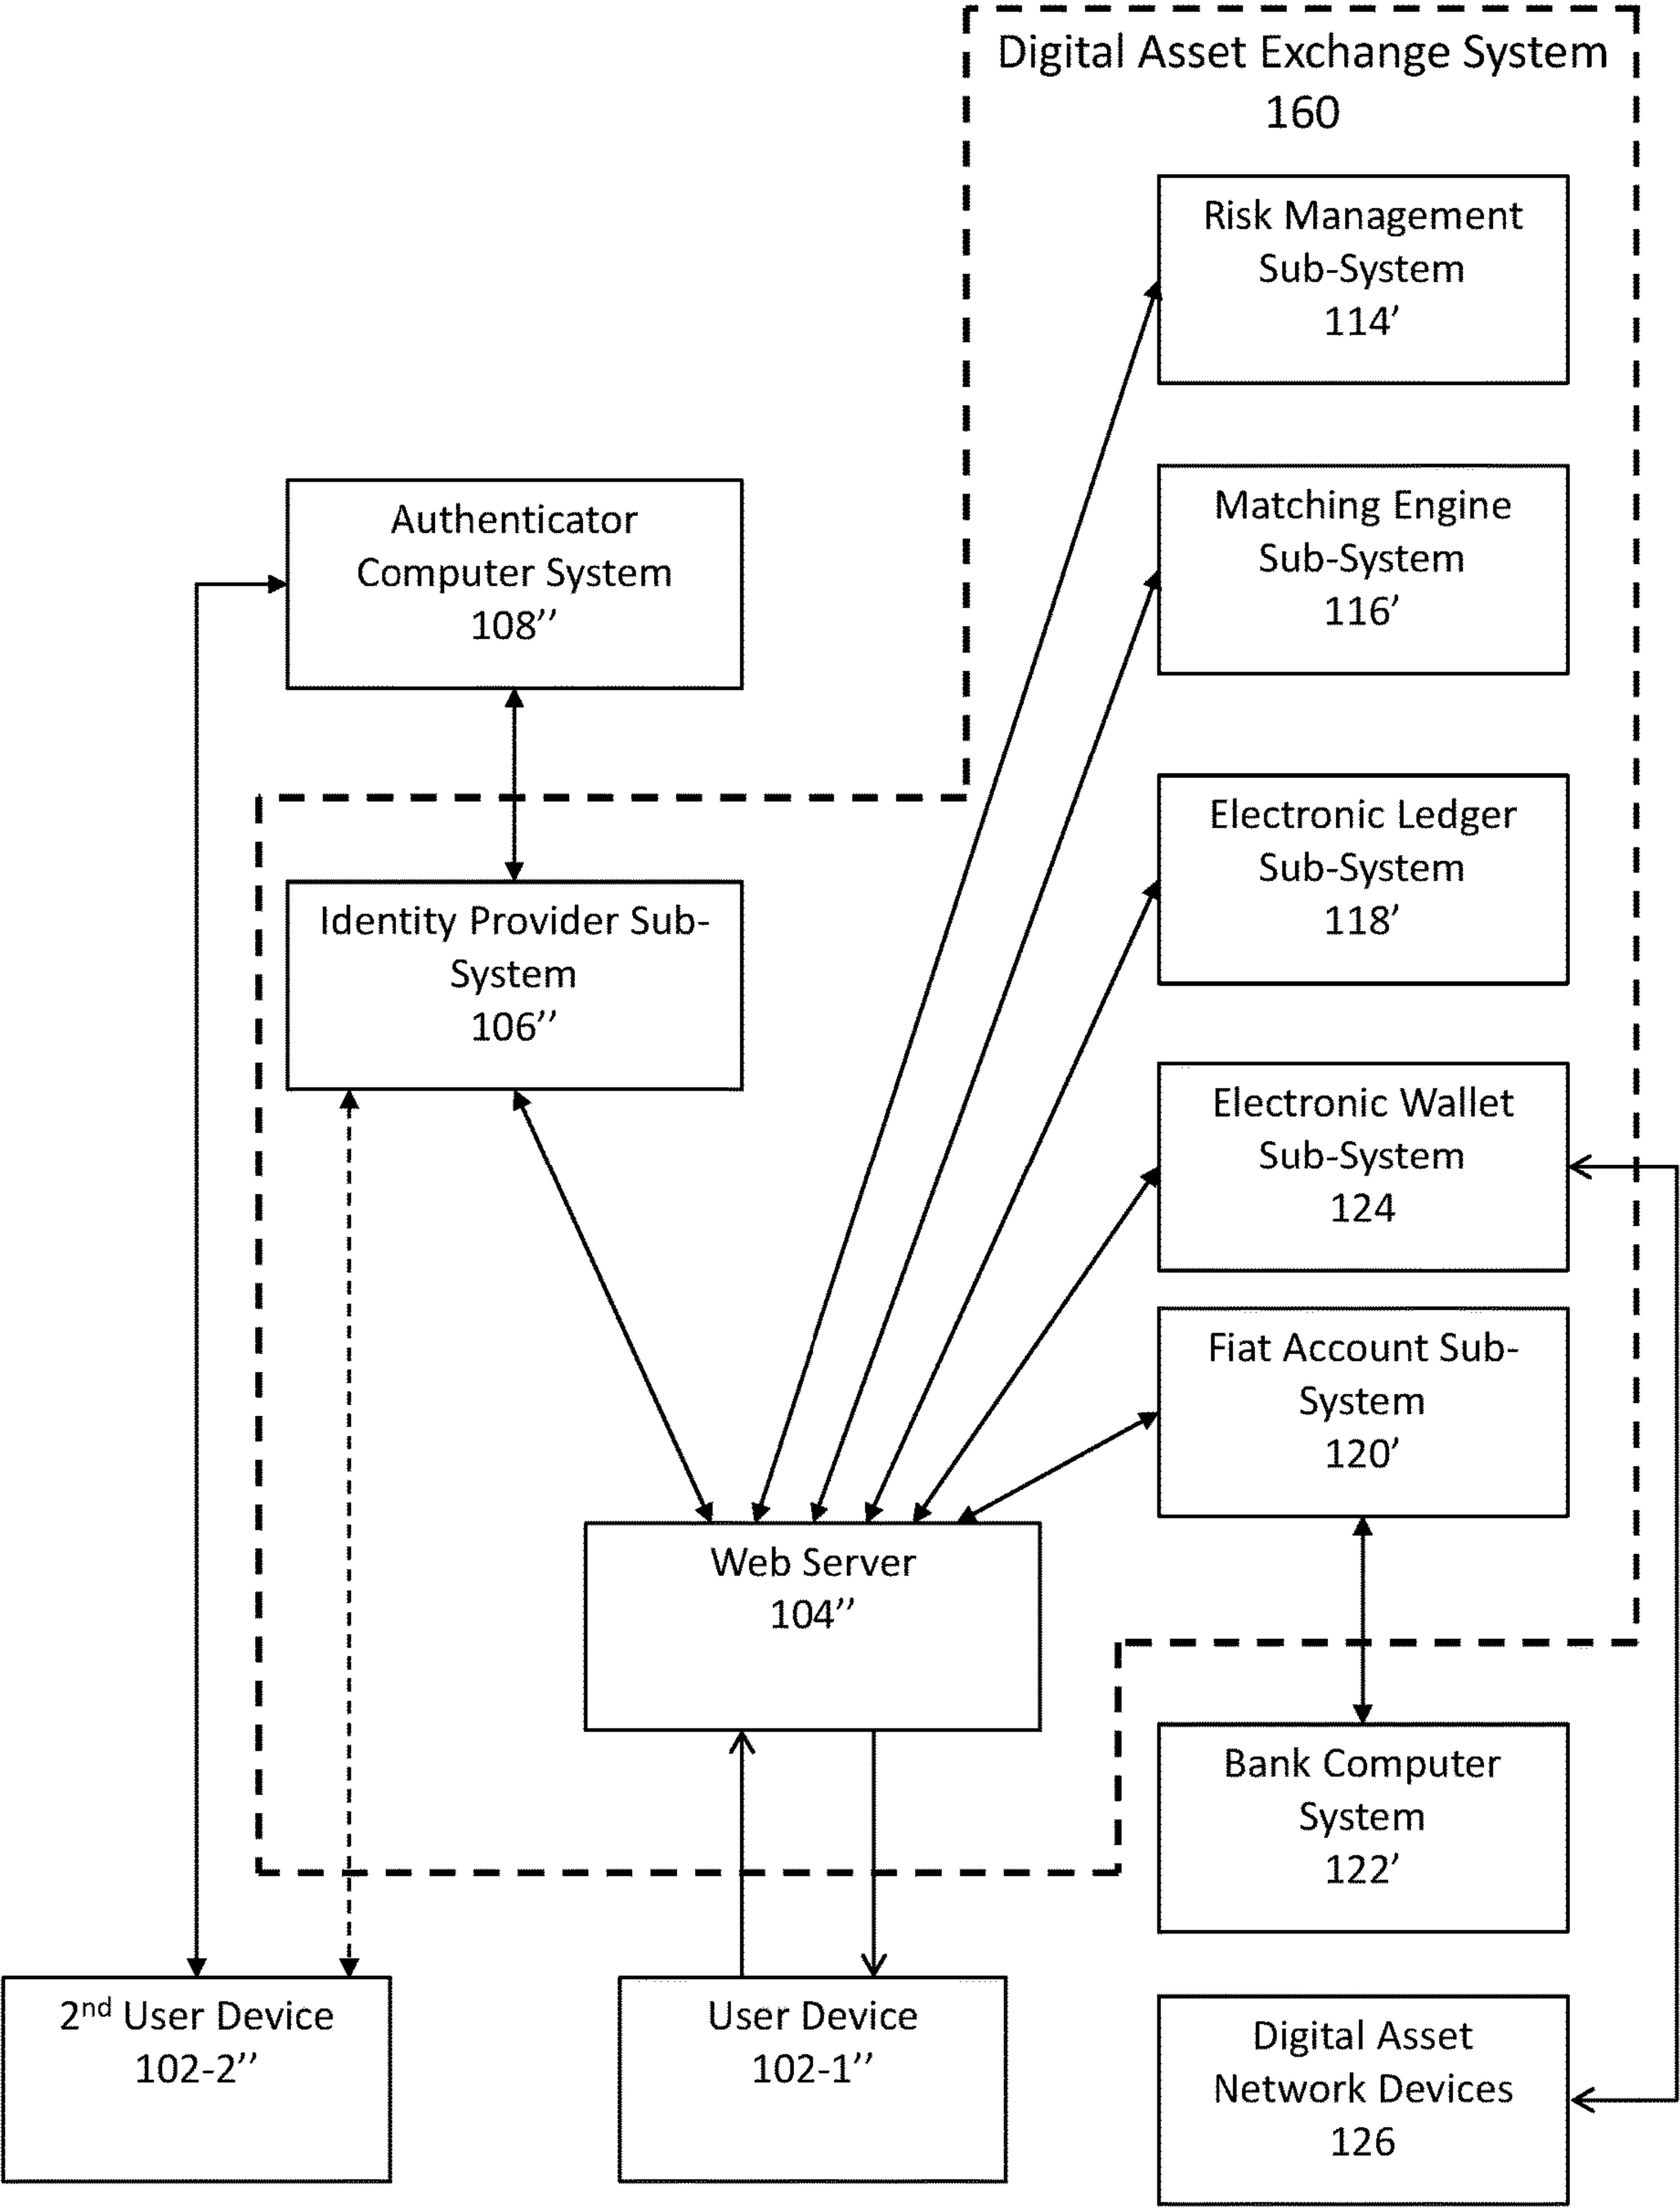 Digital Asset Exchange System
160
Risk Management
Sub-System
114’
Matching Engine
Sub-System
116’
Authenticator
Computer System
108’’
Electronic Ledger
Sub-System
118’
Identity Provider Sub-
System
106’’
Electronic Wallet
Sub-System
124
Fiat Account Sub-
System
120’
Web Server
104’’
Bank Computer
System
122’
2nd User Device
102-2’’
User Device
102-1’’
Digital Asset
Network Devices
126